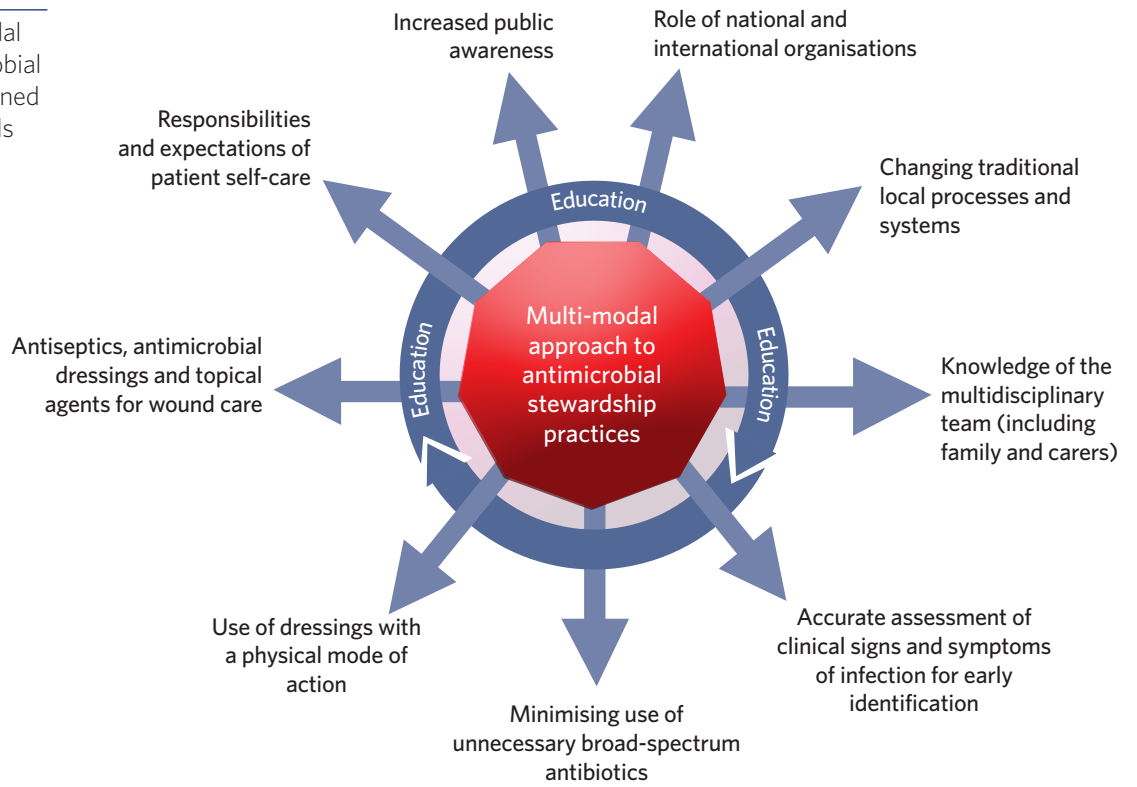 dal
obial
ned
ls
Increased public
awareness
Role of national and
international organisations
Responsibilities
and expectations of
patient self-care
Changing traditional
local processes and
systems
Education
Education
Education
Multi-modal
approach to
antimicrobial
stewardship
practices
Antiseptics, antimicrobial
dressings and topical
agents for wound care
Knowledge of the
multidisciplinary
team (including
family and carers)
Use of dressings with
a physical mode of
action
Accurate assessment of
clinical signs and symptoms
of infection for early
identification
Minimising use of
unnecessary broad-spectrum
antibiotics